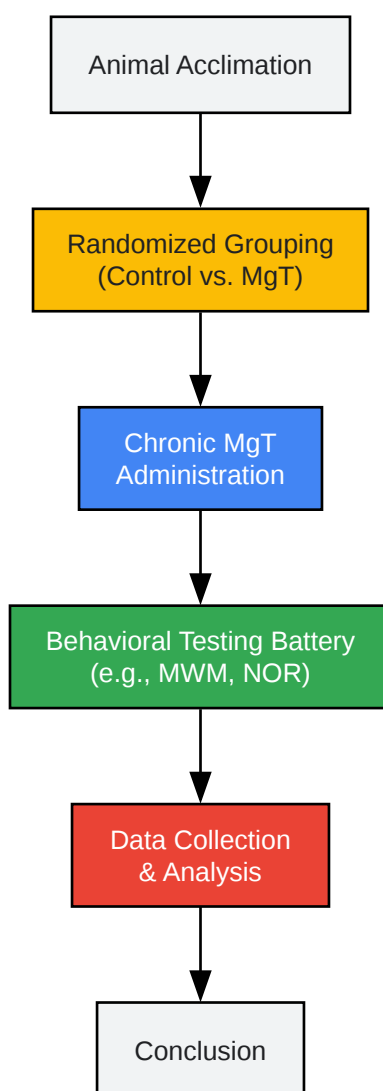 Animal Acclimation
Randomized Grouping
(Control vs. MgT)
Chronic MgT
Administration
Behavioral Testing Battery
(e.g., MWM, NOR)
Data Collection
& Analysis
Conclusion